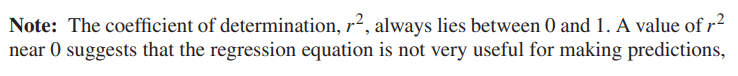 Note: The coefficient of determination, r², always lies between 0 and 1. A value of r²
near 0 suggests that the regression equation is not very useful for making predictions,